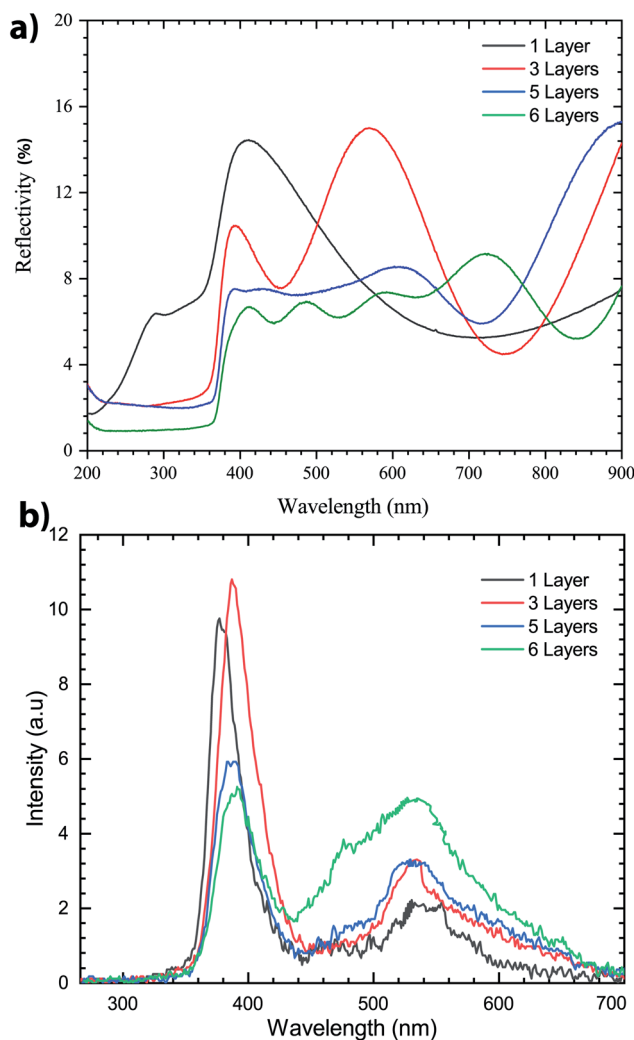 a)
20
16
12
8
4
0
Reflectivity (%)
1 Layer
3 Layers
5 Layers
6 Layers
200 300 400 500 600 700 800 900
Wavelength (nm)
b)
12
10
8
6
4
2
0
Intensity (a.u)
1 Layer
3 Layers
5 Layers
6 Layers
300 400 500 600 700
Wavelength (nm)